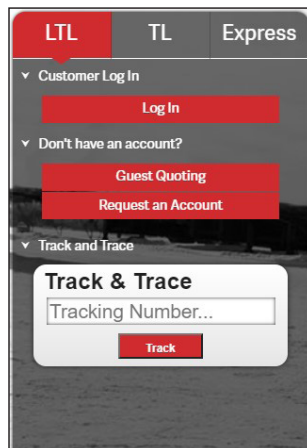 LTL TL Express
Customer Log In
Log In
Don't have an account?
Guest Quoting
Request an Account
Track and Trace
Track & Trace
Tracking Number...
Track